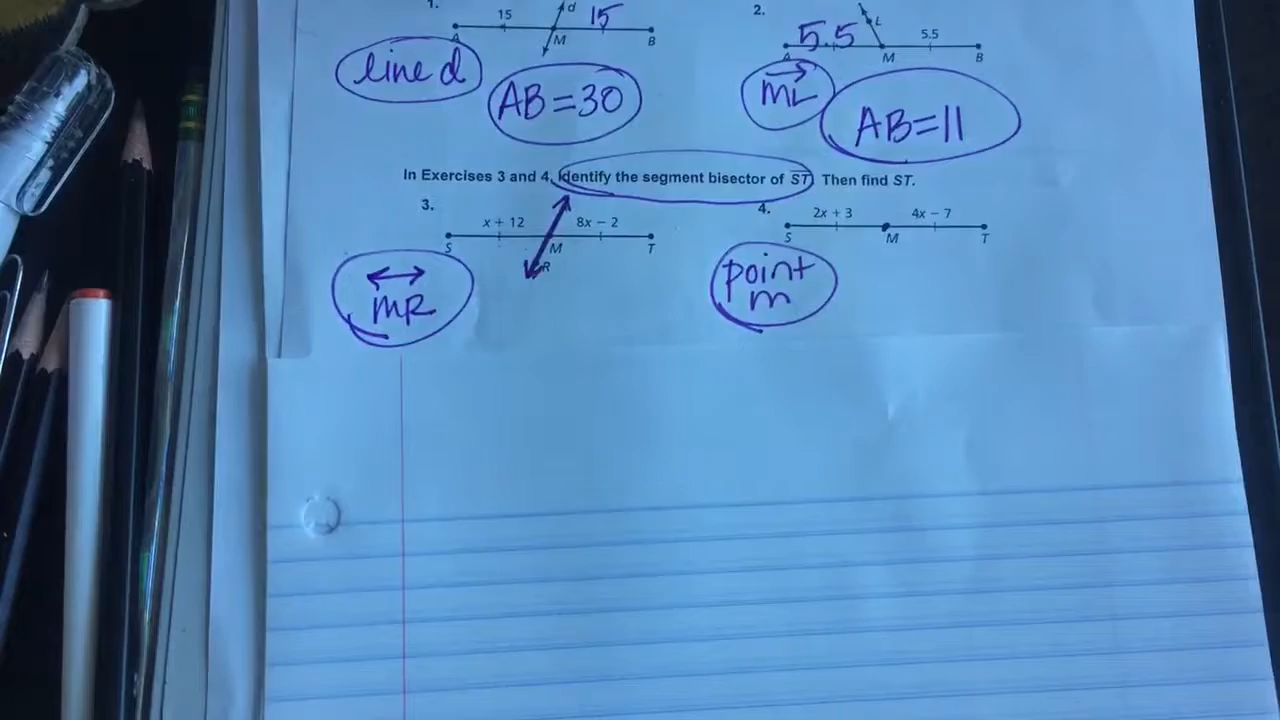 1.
15
d
15
A
M
B
line d
AB=30
2.
5.5
L
5.5
A
M
B
ML
AB=11
In Exercises 3 and 4, identify the segment bisector of ST. Then find ST.
3.
x + 12
8x − 2
S
M
T
R
MR
4.
2x + 3
4x − 7
S
M
T
point
m